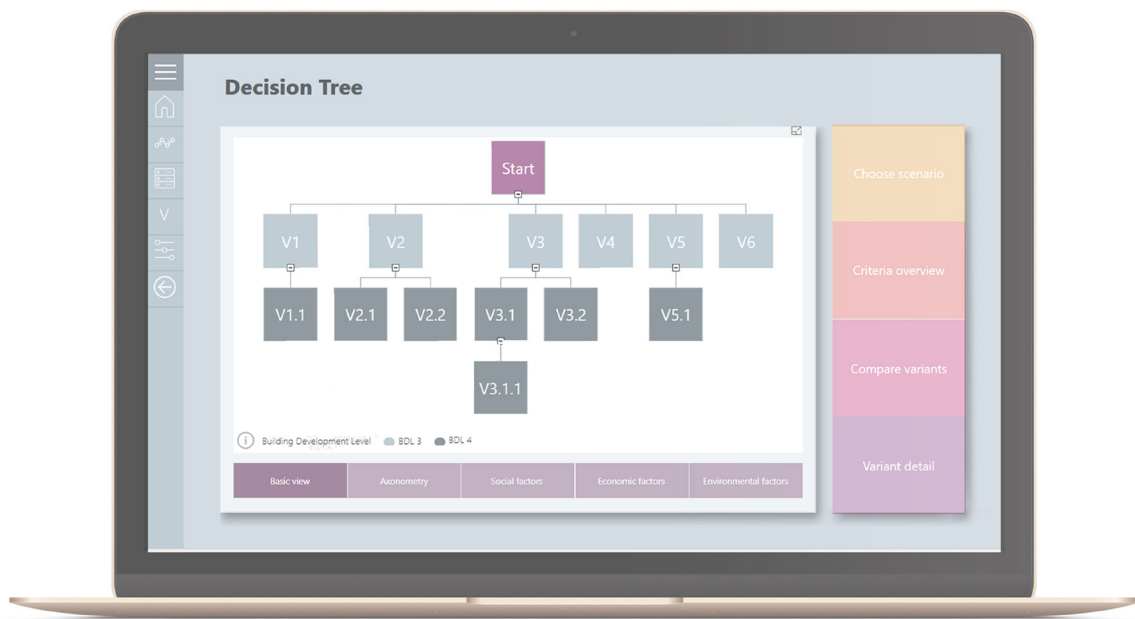 Decision Tree
Start
V1 V2 V3 V4 V5 V6
V1.1 V2.1 V2.2 V3.1 V3.2 V5.1
V3.1.1
Building Development Level BDL 3 BDL 4
Basic view Axonometry Social factors Economic factors Environmental factors
V
Choose scenario
Criteria overview
Compare variants
Variant detail